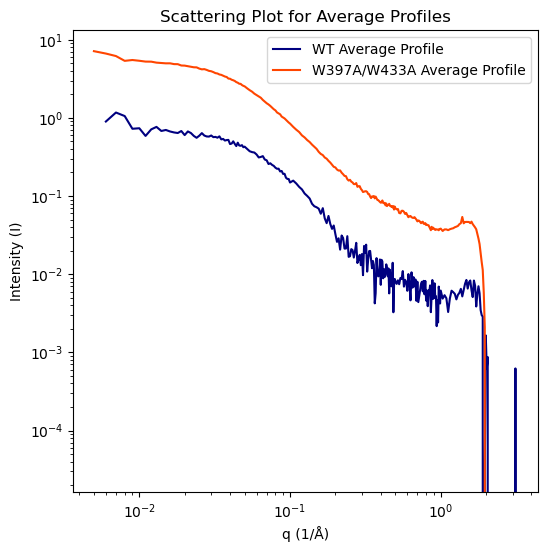 Scattering Plot for Average Profiles
WT Average Profile
W397A/W433A Average Profile
10¹
10⁰
10⁻¹
10⁻²
10⁻³
10⁻⁴
Intensity (I)
10⁻² 10⁻¹ 10⁰
q (1/Å)